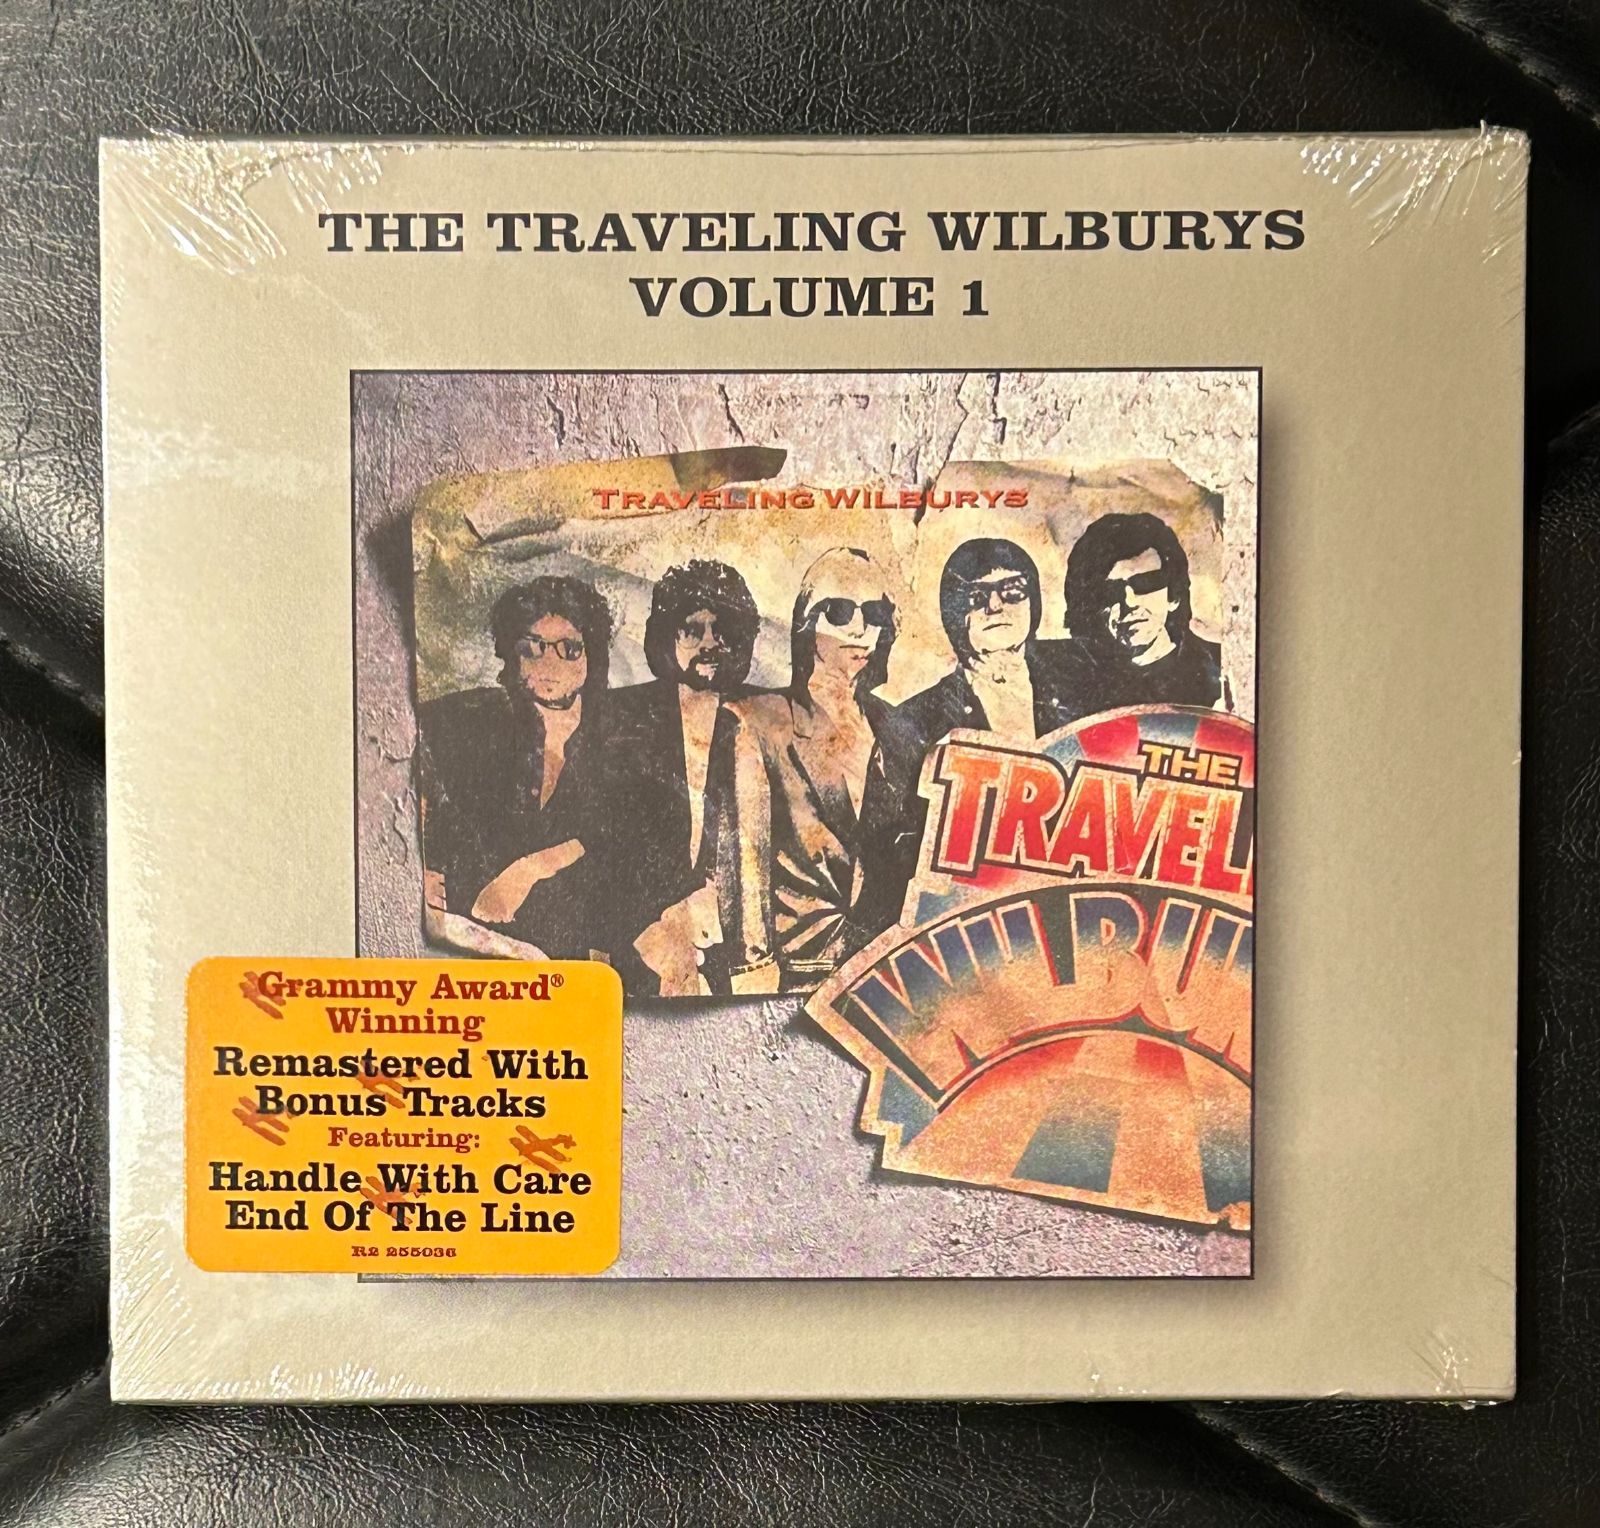 THE TRAVELING WILBURYS
VOLUME 1
TRAVELING WILBURYS
THE
TRAVEL
WILBUR
Grammy Award®
Winning
Remastered With
Bonus Tracks
Featuring:
Handle With Care
End Of The Line
R2 255036